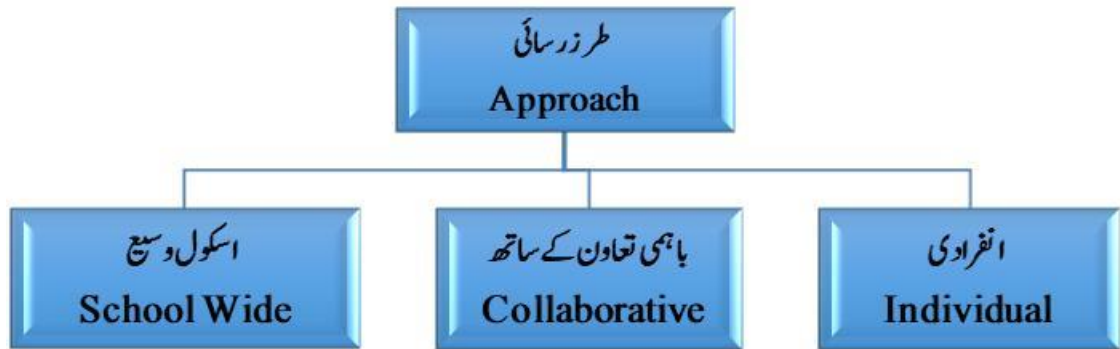 طرز رسائی
Approach
انفرادی
Individual
باہمی تعاون کے ساتھ
Collaborative
اسکول وسیع
School Wide